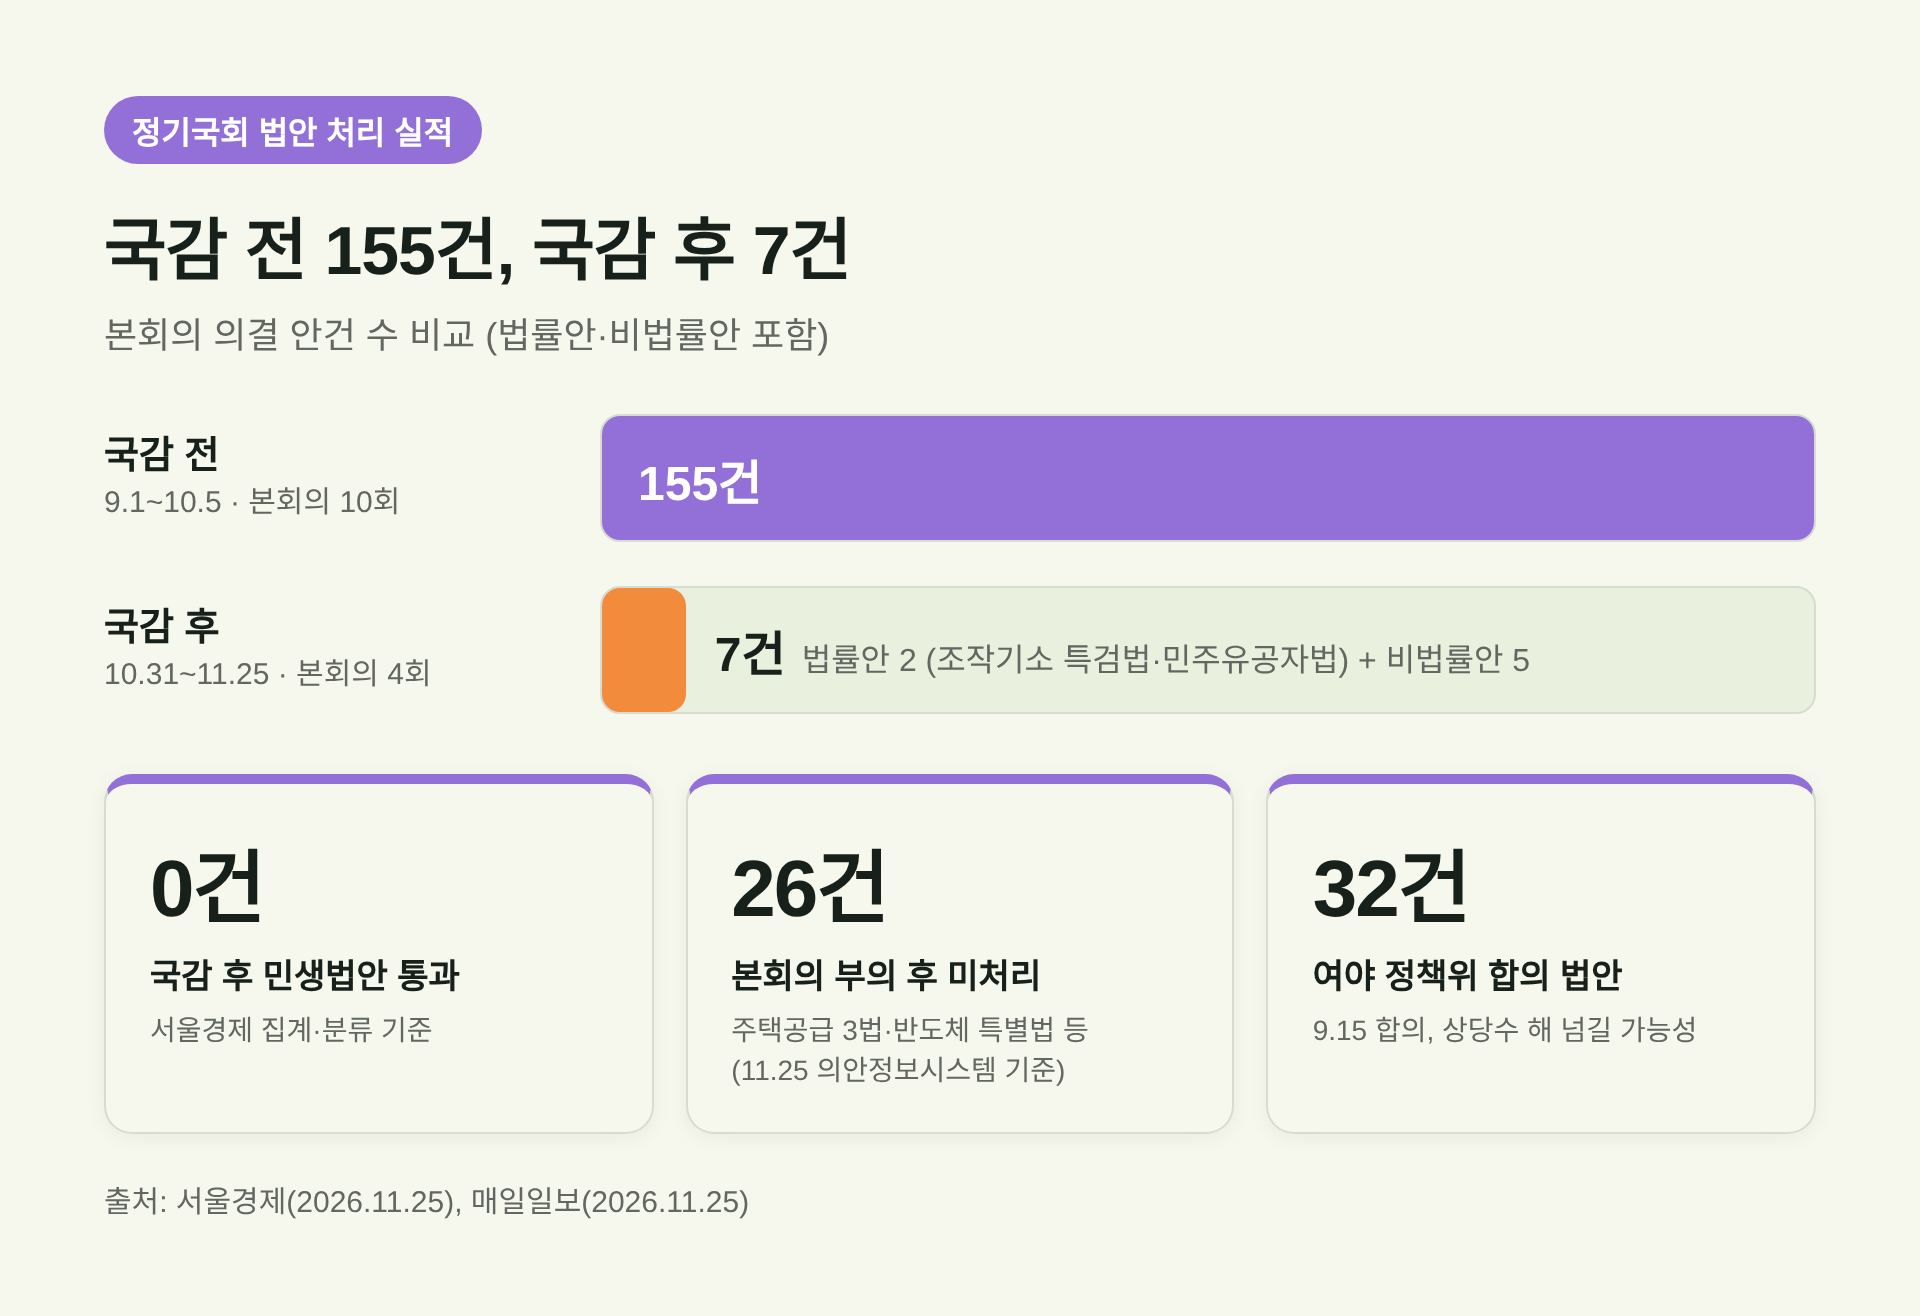 정기국회 법안 처리 실적
국감 전 155건, 국감 후 7건
본회의 의결 안건 수 비교 (법률안·비법률안 포함)
국감 전
9.1~10.5 · 본회의 10회
155건
국감 후
10.31~11.25 · 본회의 4회
7건 법률안 2 (조작기소 특검법·민주유공자법) + 비법률안 5
0건
국감 후 민생법안 통과
서울경제 집계·분류 기준
26건
본회의 부의 후 미처리
주택공급 3법·반도체 특별법 등
(11.25 의안정보시스템 기준)
32건
여야 정책위 합의 법안
9.15 합의, 상당수 해 넘길 가능성
출처: 서울경제(2026.11.25), 매일일보(2026.11.25)